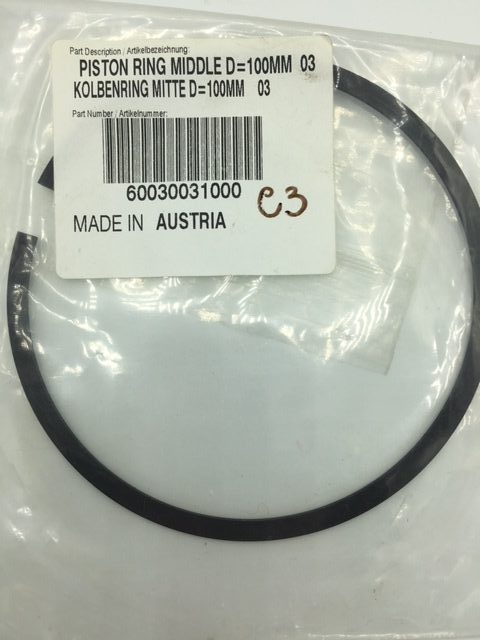 Part Description / Artikelbezeichnung:
PISTON RING MIDDLE D=100MM 03
KOLBENRING MITTE D=100MM 03
Part Number / Artikelnummer:
60030031000
C3
MADE IN AUSTRIA